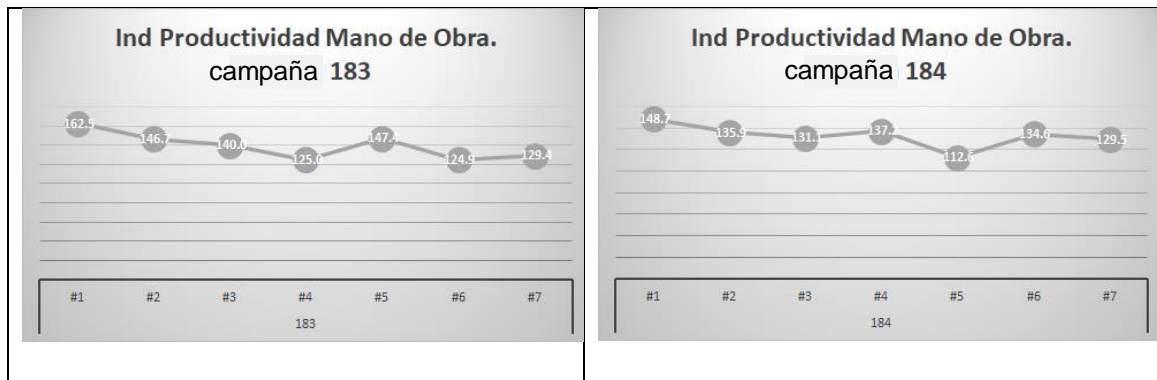 Ind Productividad Mano de Obra.
campaña 183
162.5
146.7
140.0
125.0
147.4
124.9
129.4
#1 #2 #3 #4 #5 #6 #7
183
Ind Productividad Mano de Obra.
campaña 184
148.7
135.9
131.1
137.2
112.6
134.6
129.5
#1 #2 #3 #4 #5 #6 #7
184